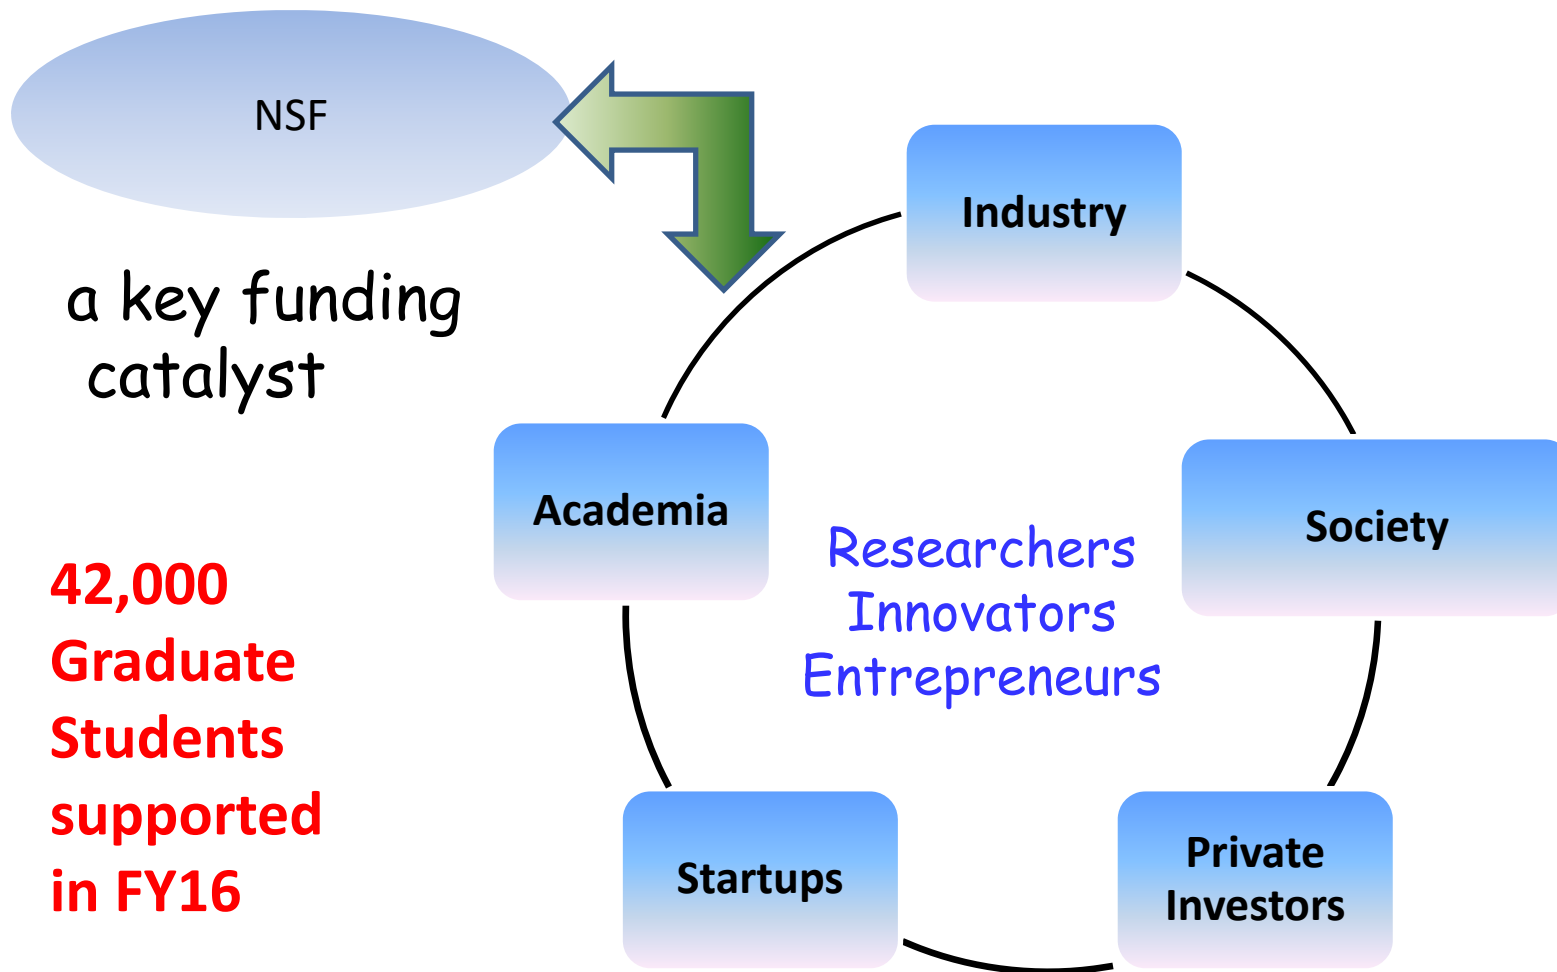 NSF
a key funding
catalyst
42,000
Graduate
Students
supported
in FY16
Industry
Academia
Society
Researchers
Innovators
Entrepreneurs
Startups
Private
Investors